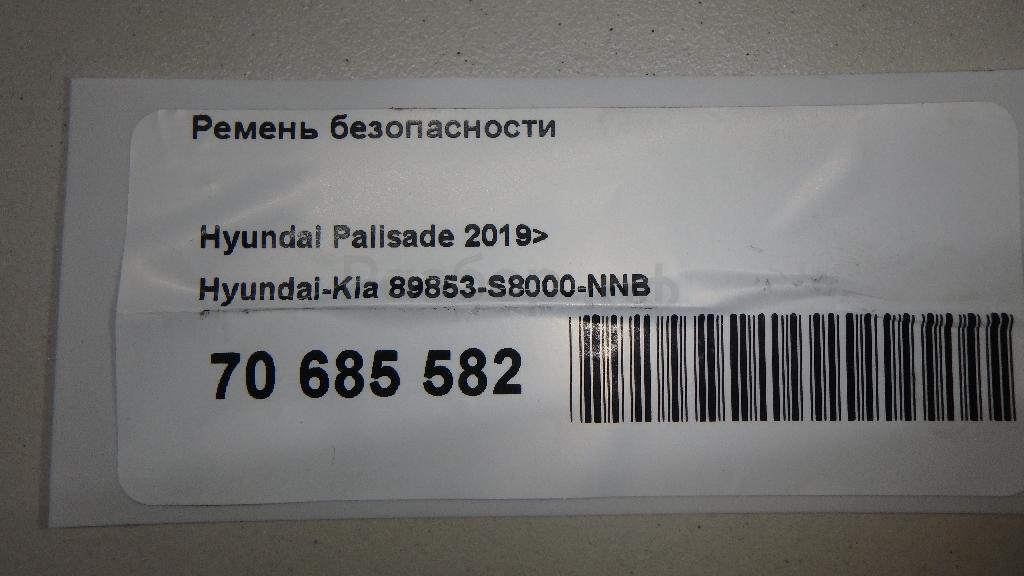 Ремень безопасности
Hyundai Palisade 2019>
Hyundai-Kia 89853-S8000-NNB
70 685 582